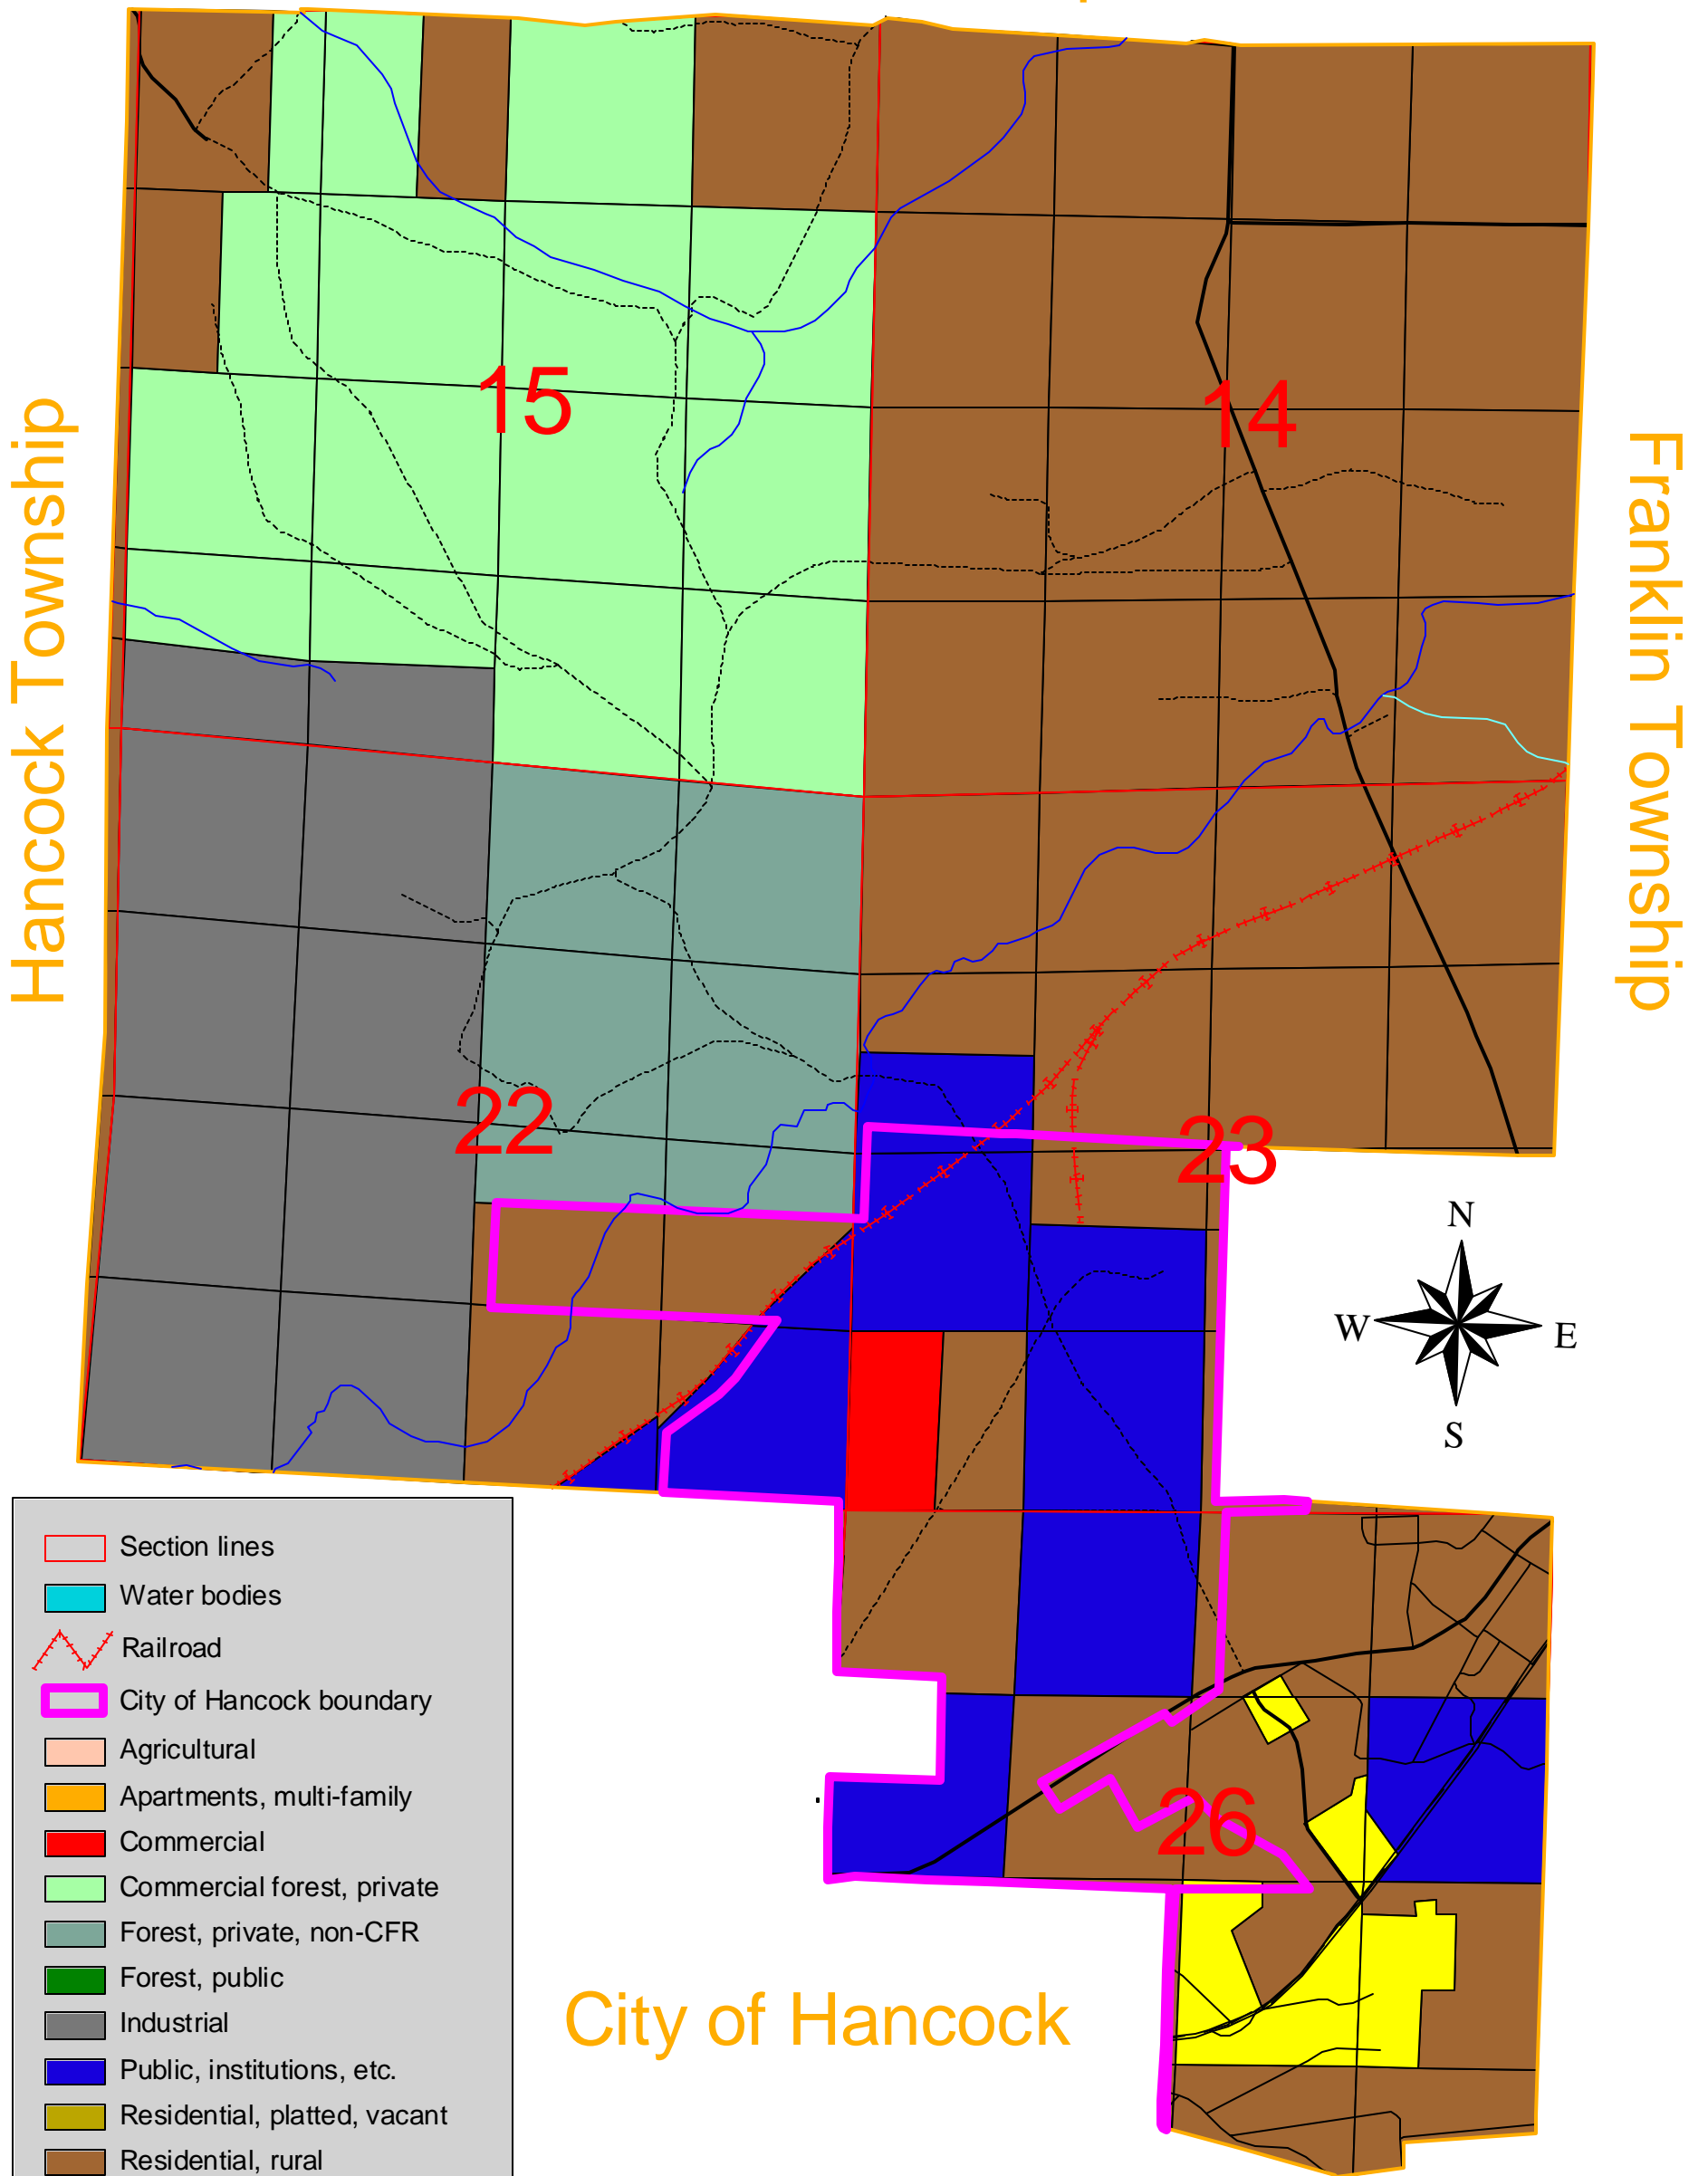 15
14
Hancock Township
Franklin Township
22
23
N
W
E
S
Section lines
Water bodies
Railroad
City of Hancock boundary
Agricultural
Apartments, multi-family
Commercial
Commercial forest, private
Forest, private, non-CFR
Forest, public
Industrial
Public, institutions, etc.
Residential, platted, vacant
Residential, rural
26
City of Hancock